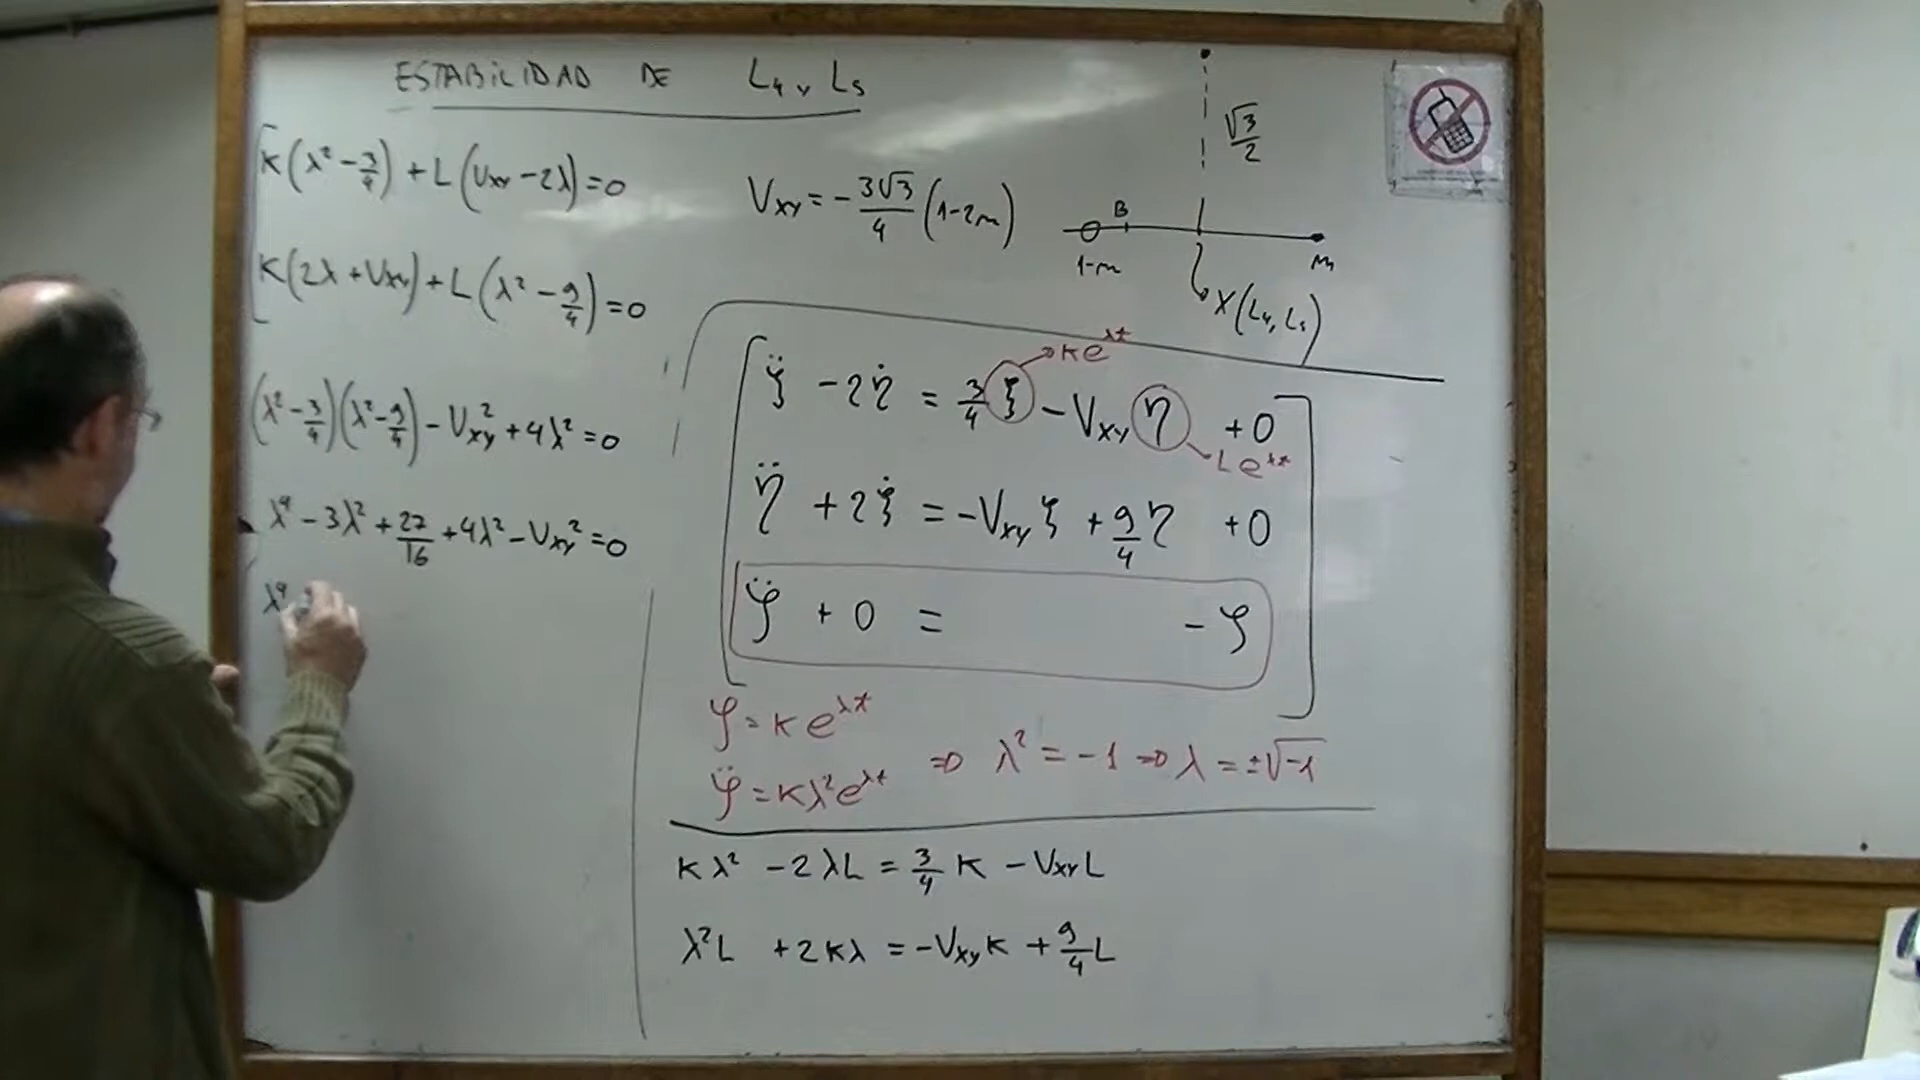 ESTABILIDAD DE L4 y L5
K(λ² - 3/4) + L(Vxy - 2λ) = 0
K(2λ + Vxy) + L(λ² - 9/4) = 0
(λ² - 3/4)(λ² - 9/4) - Vxy² + 4λ² = 0
λ⁴ - 3λ² + 27/16 + 4λ² - Vxy² = 0
λ⁴
Vxy = - 3√3/4 (1-2m)
√3/2
B
1-m
m
X(L4, L5)
Ke^λt
ξ̈ - 2η̇ = 3/4 ξ - Vxy η + 0
Le^λt
η̈ + 2ξ̇ = -Vxy ξ + 9/4 η + 0
ζ̈ + 0 = - ζ
ζ = K e^λt
ζ̈ = Kλ²e^λt ⇒ λ² = -1 ⇒ λ = ±√-1
Kλ² - 2λL = 3/4 K - VxyL
λ²L + 2Kλ = -VxyK + 9/4 L